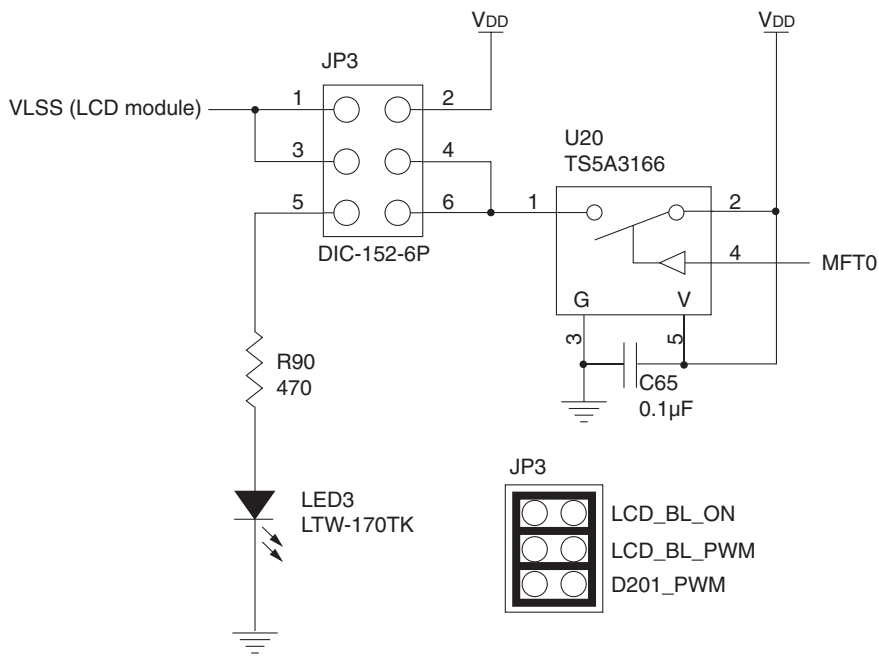 VDD
VDD
JP3
VLSS (LCD module)
1
2
3
4
5
6
DIC-152-6P
U20
TS5A3166
1
2
4
MFT0
G
V
3
5
C65
0.1µF
R90
470
LED3
LTW-170TK
JP3
LCD_BL_ON
LCD_BL_PWM
D201_PWM